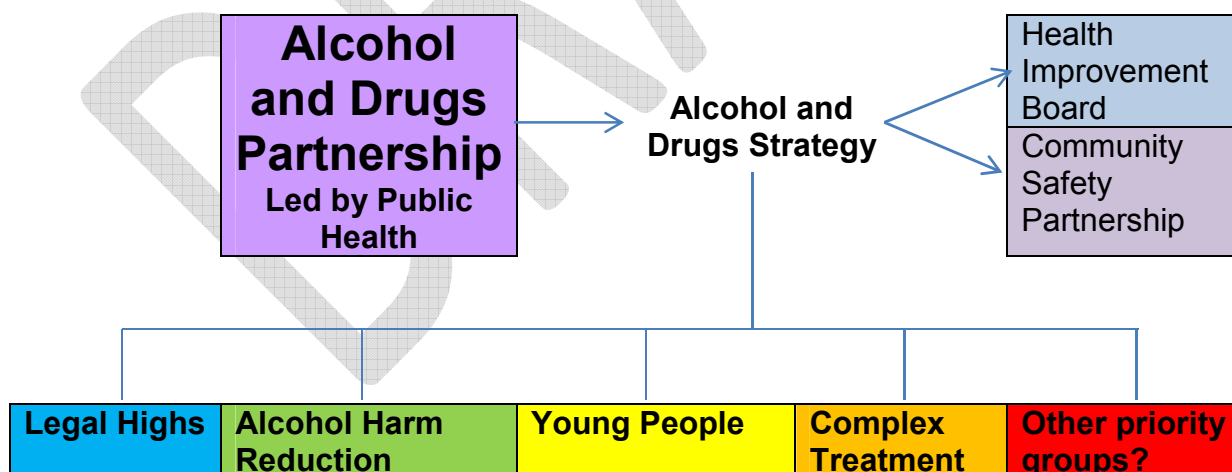 Alcohol
and Drugs
Partnership
Led by Public
Health
Alcohol and
Drugs Strategy
Health
Improvement
Board
Community
Safety
Partnership
Legal Highs
Alcohol Harm
Reduction
Young People
Complex
Treatment
Other priority
groups?